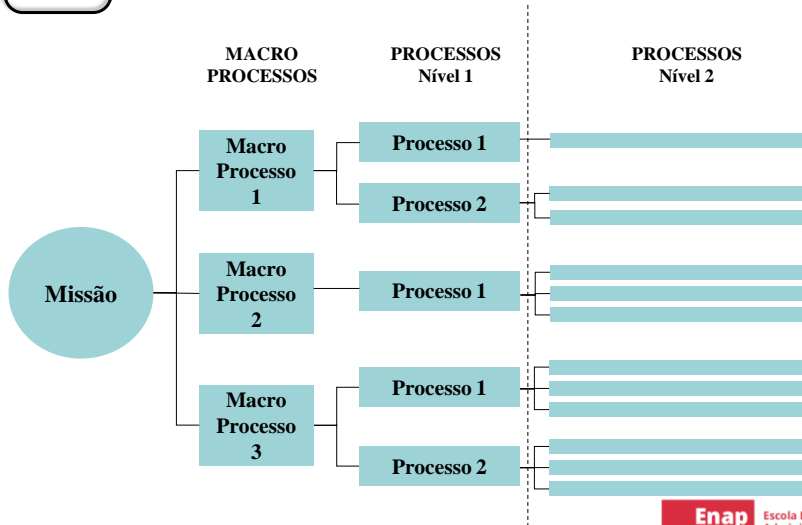 MACRO
PROCESSOS
PROCESSOS
Nível 1
PROCESSOS
Nível 2
Macro
Processo
1
Processo 1
Processo 2
Missão
Macro
Processo
2
Processo 1
Macro
Processo
3
Processo 1
Processo 2
Enap
Escola